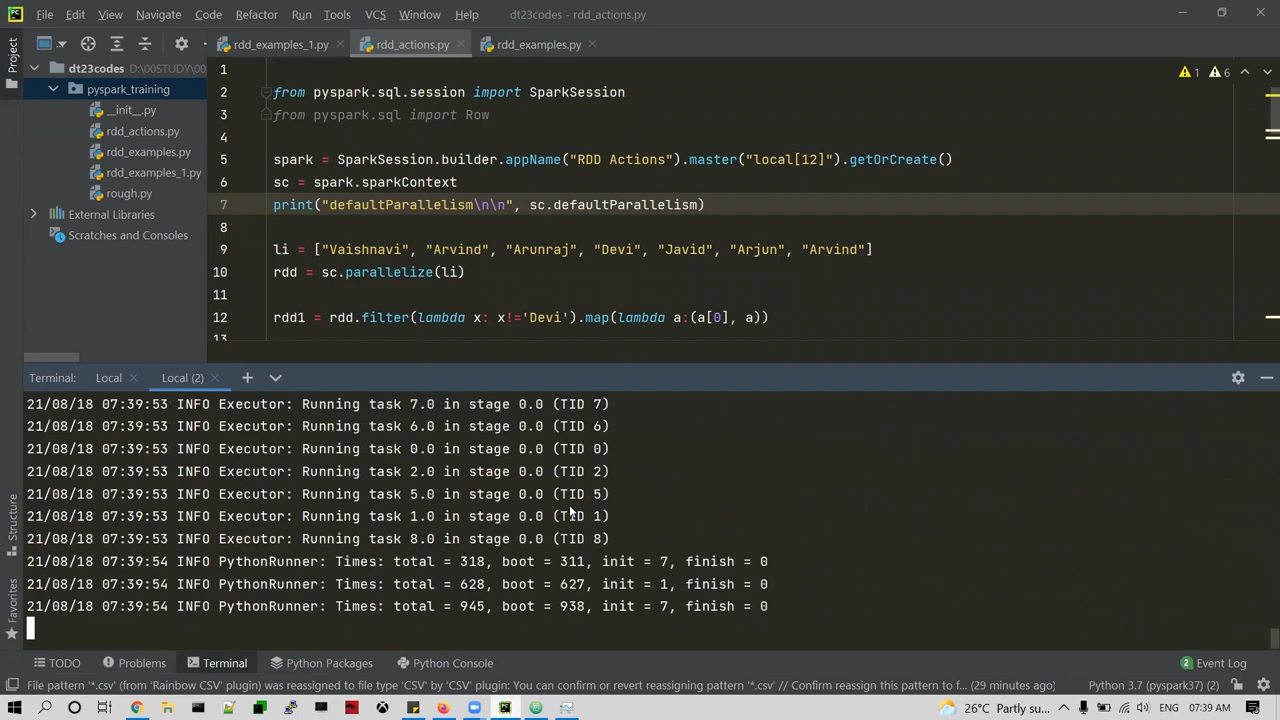 File Edit View Navigate Code Refactor Run Tools VCS Window Help dt23codes - rdd_actions.py
rdd_examples_1.py rdd_actions.py rdd_examples.py
Project
dt23codes D:\00STUDY\00
pyspark_training
__init__.py
rdd_actions.py
rdd_examples.py
rdd_examples_1.py
rough.py
External Libraries
Scratches and Consoles
1 6
1
2 from pyspark.sql.session import SparkSession
3 from pyspark.sql import Row
4
5 spark = SparkSession.builder.appName("RDD Actions").master("local[12]").getOrCreate()
6 sc = spark.sparkContext
7 print("defaultParallelism\n\n", sc.defaultParallelism)
8
9 li = ["Vaishnavi", "Arvind", "Arunraj", "Devi", "Javid", "Arjun", "Arvind"]
10 rdd = sc.parallelize(li)
11
12 rdd1 = rdd.filter(lambda x: x!='Devi').map(lambda a:(a[0], a))
13
Terminal: Local Local (2)
21/08/18 07:39:53 INFO Executor: Running task 7.0 in stage 0.0 (TID 7)
21/08/18 07:39:53 INFO Executor: Running task 6.0 in stage 0.0 (TID 6)
21/08/18 07:39:53 INFO Executor: Running task 0.0 in stage 0.0 (TID 0)
21/08/18 07:39:53 INFO Executor: Running task 2.0 in stage 0.0 (TID 2)
21/08/18 07:39:53 INFO Executor: Running task 5.0 in stage 0.0 (TID 5)
21/08/18 07:39:53 INFO Executor: Running task 1.0 in stage 0.0 (TID 1)
21/08/18 07:39:53 INFO Executor: Running task 8.0 in stage 0.0 (TID 8)
21/08/18 07:39:54 INFO PythonRunner: Times: total = 318, boot = 311, init = 7, finish = 0
21/08/18 07:39:54 INFO PythonRunner: Times: total = 628, boot = 627, init = 1, finish = 0
21/08/18 07:39:54 INFO PythonRunner: Times: total = 945, boot = 938, init = 7, finish = 0
Structure
Favorites
TODO Problems Terminal Python Packages Python Console 2 Event Log
File pattern '*.csv' (from 'Rainbow CSV' plugin) was reassigned to file type 'CSV' by 'CSV' plugin: You can confirm or revert reassigning pattern '*.csv' // Confirm reassign this pattern to f... (29 minutes ago) Python 3.7 (pyspark37) (2)
26°C Partly su... ENG 07:39 AM